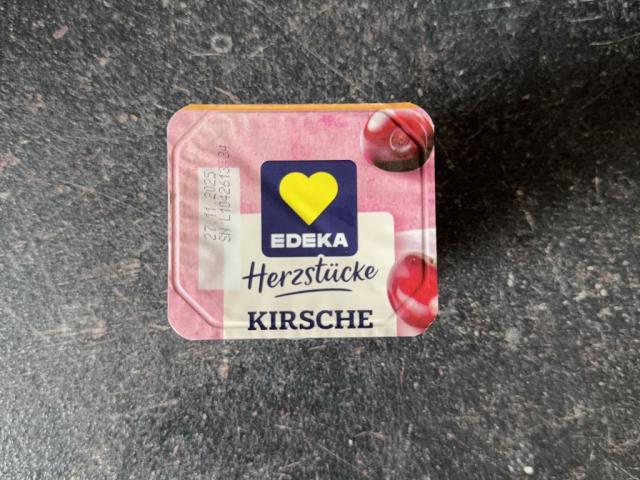 EDEKA
Herzstücke
KIRSCHE
27.11.2025